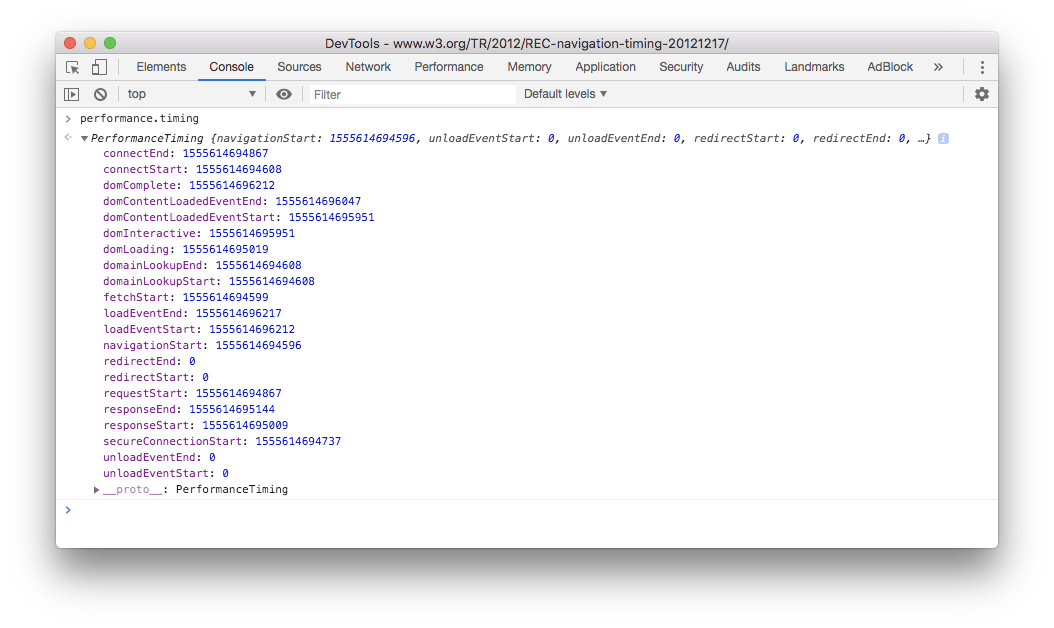 DevTools - www.w3.org/TR/2012/REC-navigation-timing-20121217/
Elements Console Sources Network Performance Memory Application Security Audits Landmarks AdBlock »
top Filter Default levels
performance.timing
PerformanceTiming {navigationStart: 1555614694596, unloadEventStart: 0, unloadEventEnd: 0, redirectStart: 0, redirectEnd: 0, …}
connectEnd: 1555614694867
connectStart: 1555614694608
domComplete: 1555614696212
domContentLoadedEventEnd: 1555614696047
domContentLoadedEventStart: 1555614695951
domInteractive: 1555614695951
domLoading: 1555614695019
domainLookupEnd: 1555614694608
domainLookupStart: 1555614694608
fetchStart: 1555614694599
loadEventEnd: 1555614696217
loadEventStart: 1555614696212
navigationStart: 1555614694596
redirectEnd: 0
redirectStart: 0
requestStart: 1555614694867
responseEnd: 1555614695144
responseStart: 1555614695009
secureConnectionStart: 1555614694737
unloadEventEnd: 0
unloadEventStart: 0
__proto__: PerformanceTiming